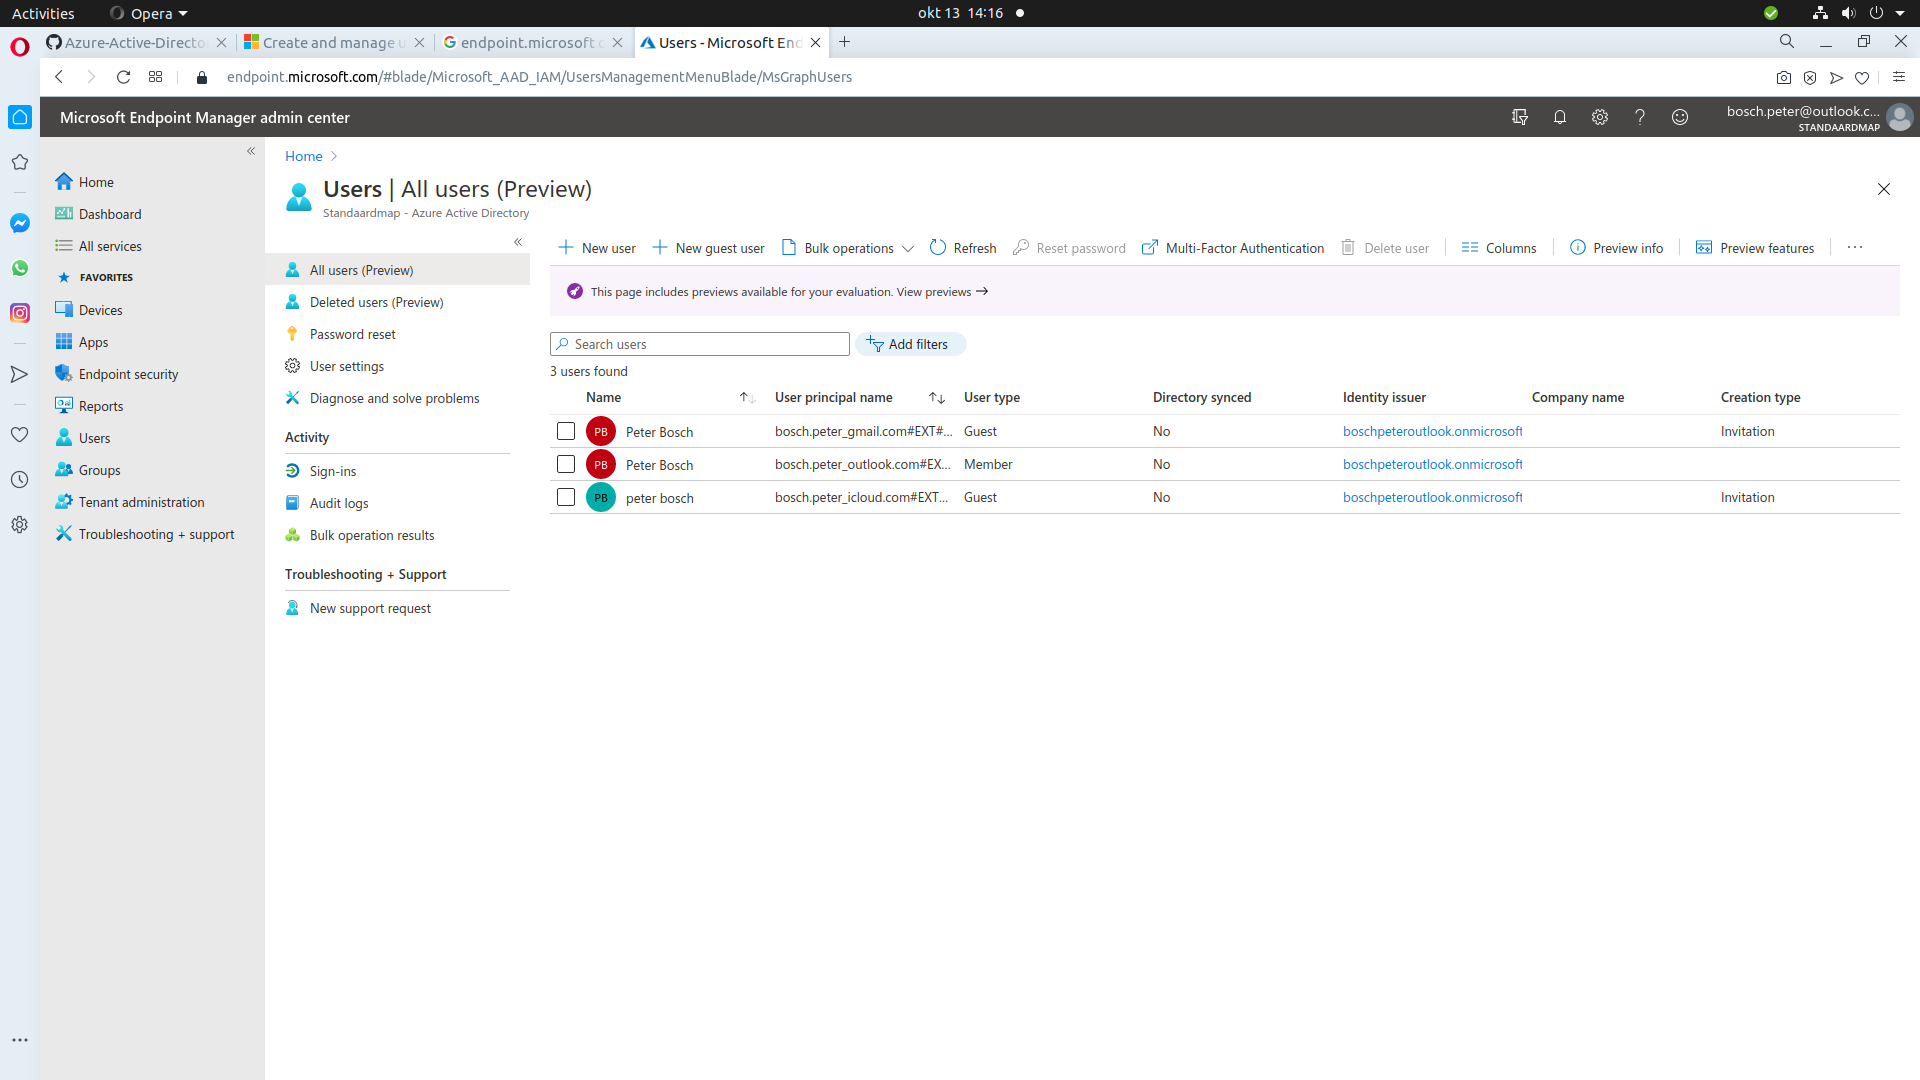 Activities
Opera
okt 13 14:16
Azure-Active-Directo
Create and manage u
endpoint.microsoft c
Users - Microsoft End
endpoint.microsoft.com/#blade/Microsoft_AAD_IAM/UsersManagementMenuBlade/MsGraphUsers
Microsoft Endpoint Manager admin center
bosch.peter@outlook.c...
STANDAARDMAP
Home
Dashboard
All services
FAVORITES
Devices
Apps
Endpoint security
Reports
Users
Groups
Tenant administration
Troubleshooting + support
Home
Users | All users (Preview)
Standaardmap - Azure Active Directory
All users (Preview)
Deleted users (Preview)
Password reset
User settings
Diagnose and solve problems
Activity
Sign-ins
Audit logs
Bulk operation results
Troubleshooting + Support
New support request
New user New guest user Bulk operations Refresh Reset password Multi-Factor Authentication Delete user Columns Preview info Preview features ...
This page includes previews available for your evaluation. View previews →
Search users
Add filters
3 users found
Name User principal name User type Directory synced Identity issuer Company name Creation type
PB Peter Bosch bosch.peter_gmail.com#EXT#... Guest No boschpeteroutlook.onmicrosoft Invitation
PB Peter Bosch bosch.peter_outlook.com#EX... Member No boschpeteroutlook.onmicrosoft
PB peter bosch bosch.peter_icloud.com#EXT... Guest No boschpeteroutlook.onmicrosoft Invitation